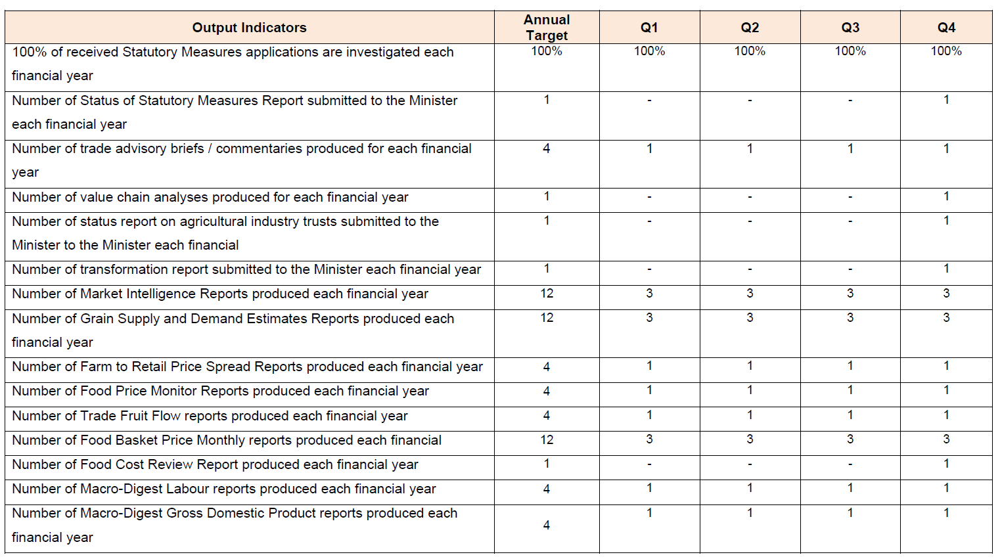 Output Indicators Annual Target Q1 Q2 Q3 Q4
100% of received Statutory Measures applications are investigated each 100% 100% 100% 100% 100%
financial year
Number of Status of Statutory Measures Report submitted to the Minister 1 - - - 1
each financial year
Number of trade advisory briefs / commentaries produced for each financial 4 1 1 1 1
year
Number of value chain analyses produced for each financial year 1 - - - 1
Number of status report on agricultural industry trusts submitted to the 1 - - - 1
Minister to the Minister each financial
Number of transformation report submitted to the Minister each financial year 1 - - - 1
Number of Market Intelligence Reports produced each financial year 12 3 3 3 3
Number of Grain Supply and Demand Estimates Reports produced each 12 3 3 3 3
financial year
Number of Farm to Retail Price Spread Reports produced each financial year 4 1 1 1 1
Number of Food Price Monitor Reports produced each financial year 4 1 1 1 1
Number of Trade Fruit Flow reports produced each financial year 4 1 1 1 1
Number of Food Basket Price Monthly reports produced each financial 12 3 3 3 3
Number of Food Cost Review Report produced each financial year 1 - - - 1
Number of Macro-Digest Labour reports produced each financial year 4 1 1 1 1
Number of Macro-Digest Gross Domestic Product reports produced each 4 1 1 1 1
financial year